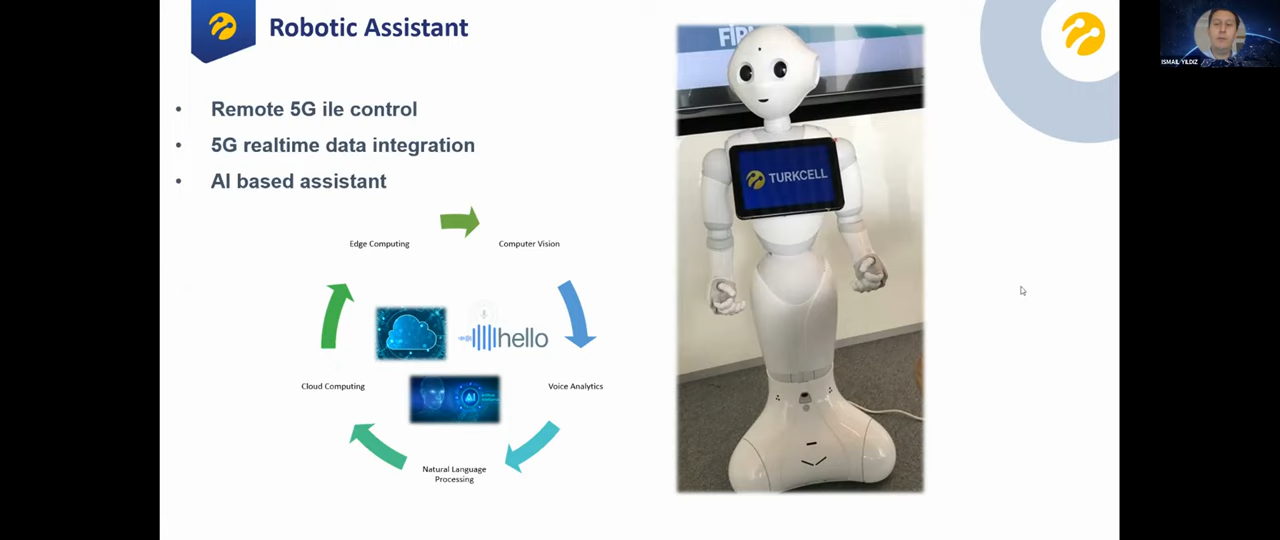 Robotic Assistant
ISMAIL YILDIZ
• Remote 5G ile control
• 5G realtime data integration
• AI based assistant
TURKCELL
Edge Computing
Computer Vision
hello
Cloud Computing
AI
Voice Analytics
Natural Language
Processing